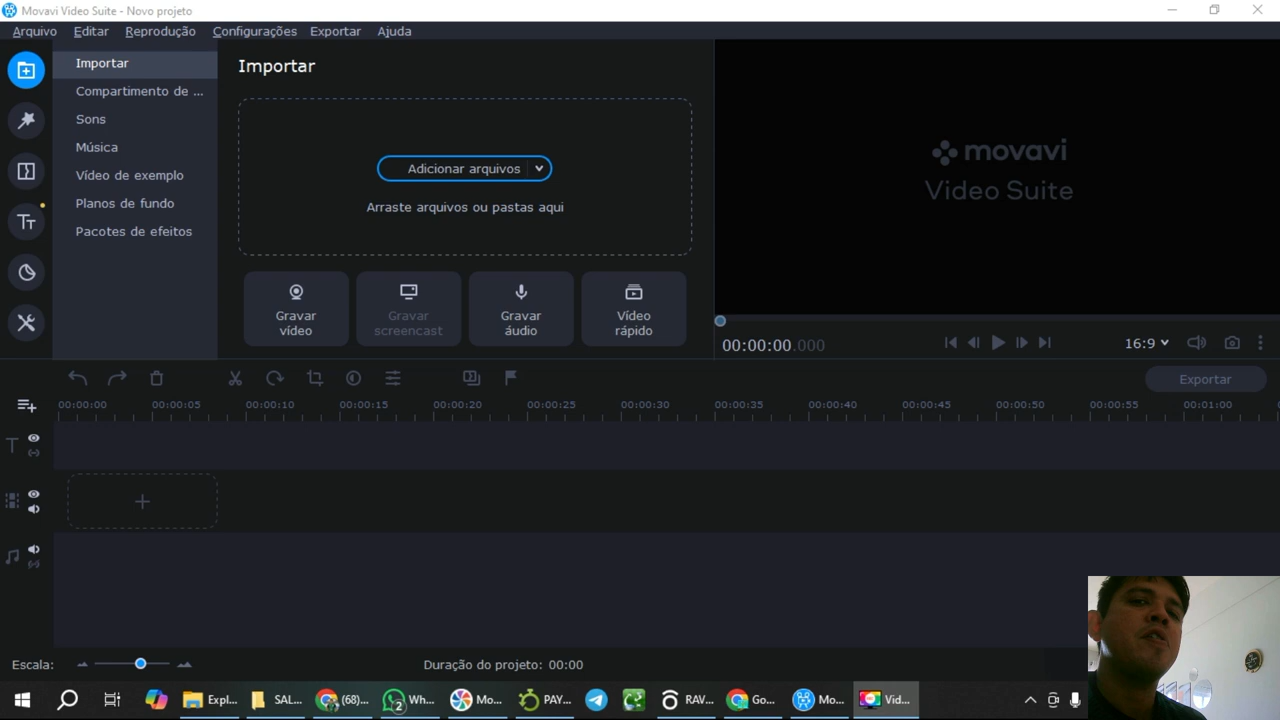 Movavi Video Suite - Novo projeto
Arquivo Editar Reprodução Configurações Exportar Ajuda
Importar
Compartimento de ...
Sons
Música
Vídeo de exemplo
Planos de fundo
Pacotes de efeitos
Importar
Adicionar arquivos
Arraste arquivos ou pastas aqui
Gravar
vídeo
Gravar
screencast
Gravar
áudio
Vídeo
rápido
movavi
Video Suite
00:00:00.000
16:9
Exportar
00:00:00 00:00:05 00:00:10 00:00:15 00:00:20 00:00:25 00:00:30 00:00:35 00:00:40 00:00:45 00:00:50 00:00:55 00:01:00
Escala:
Duração do projeto: 00:00
Expl... SAL... (68)... Wh... Mo... PAY... RAV... Go... Mo... Vid...
2